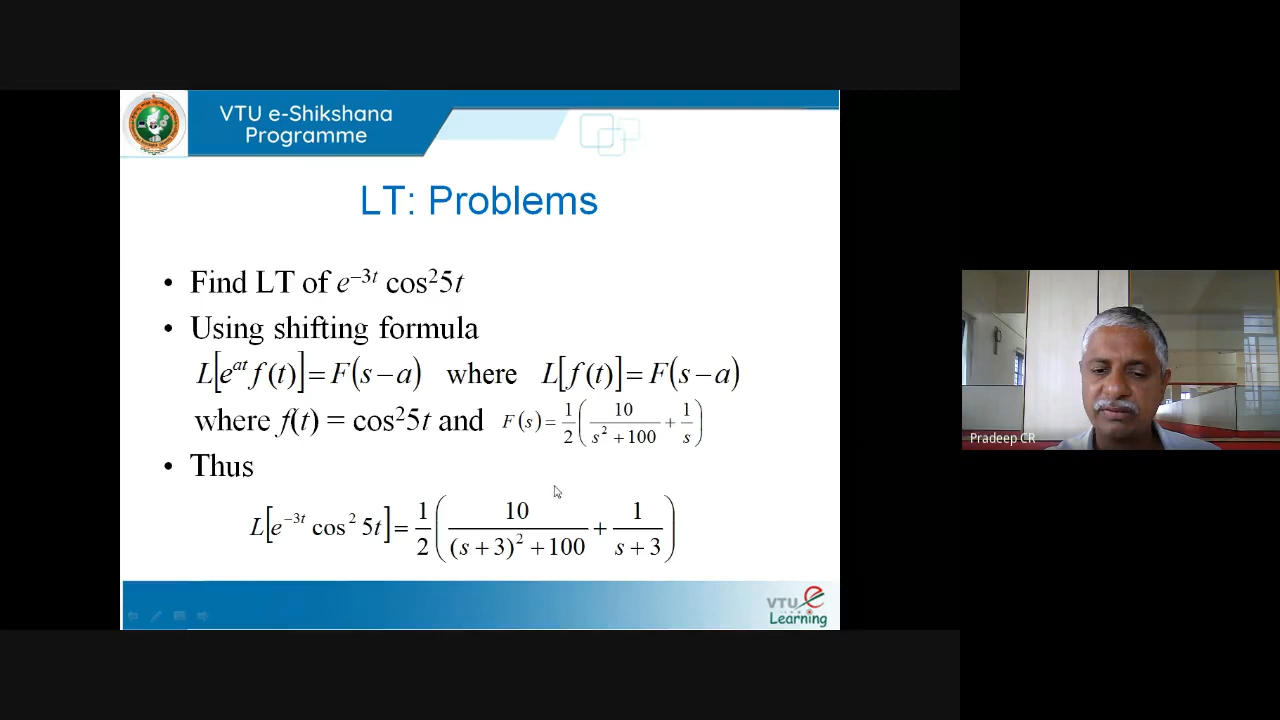 VTU e-Shikshana
Programme
LT: Problems
• Find LT of e⁻³ᵗ cos²5t
• Using shifting formula
L[eᵃᵗ f(t)] = F(s − a) where L[f(t)] = F(s − a)
where f(t) = cos²5t and F(s) = 1/2 (10/(s² + 100) + 1/s)
• Thus
L[e⁻³ᵗ cos² 5t] = 1/2 (10/((s + 3)² + 100) + 1/(s + 3))
VTU e
Learning
Pradeep CR